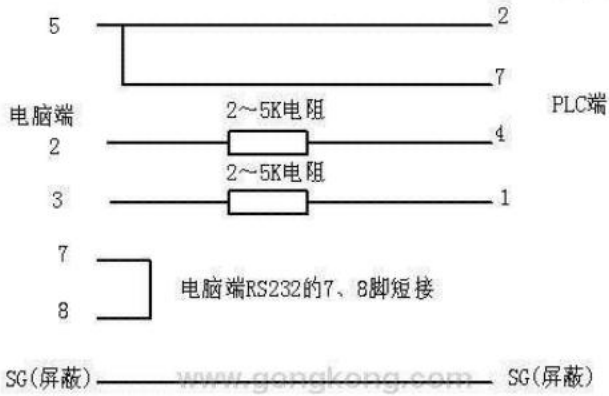 5 2
7
电脑端 2～5K电阻 PLC端
2 4
2～5K电阻
3 1
7
电脑端RS232的7、8脚短接
8
www.gongkong.com
SG(屏蔽) SG(屏蔽)